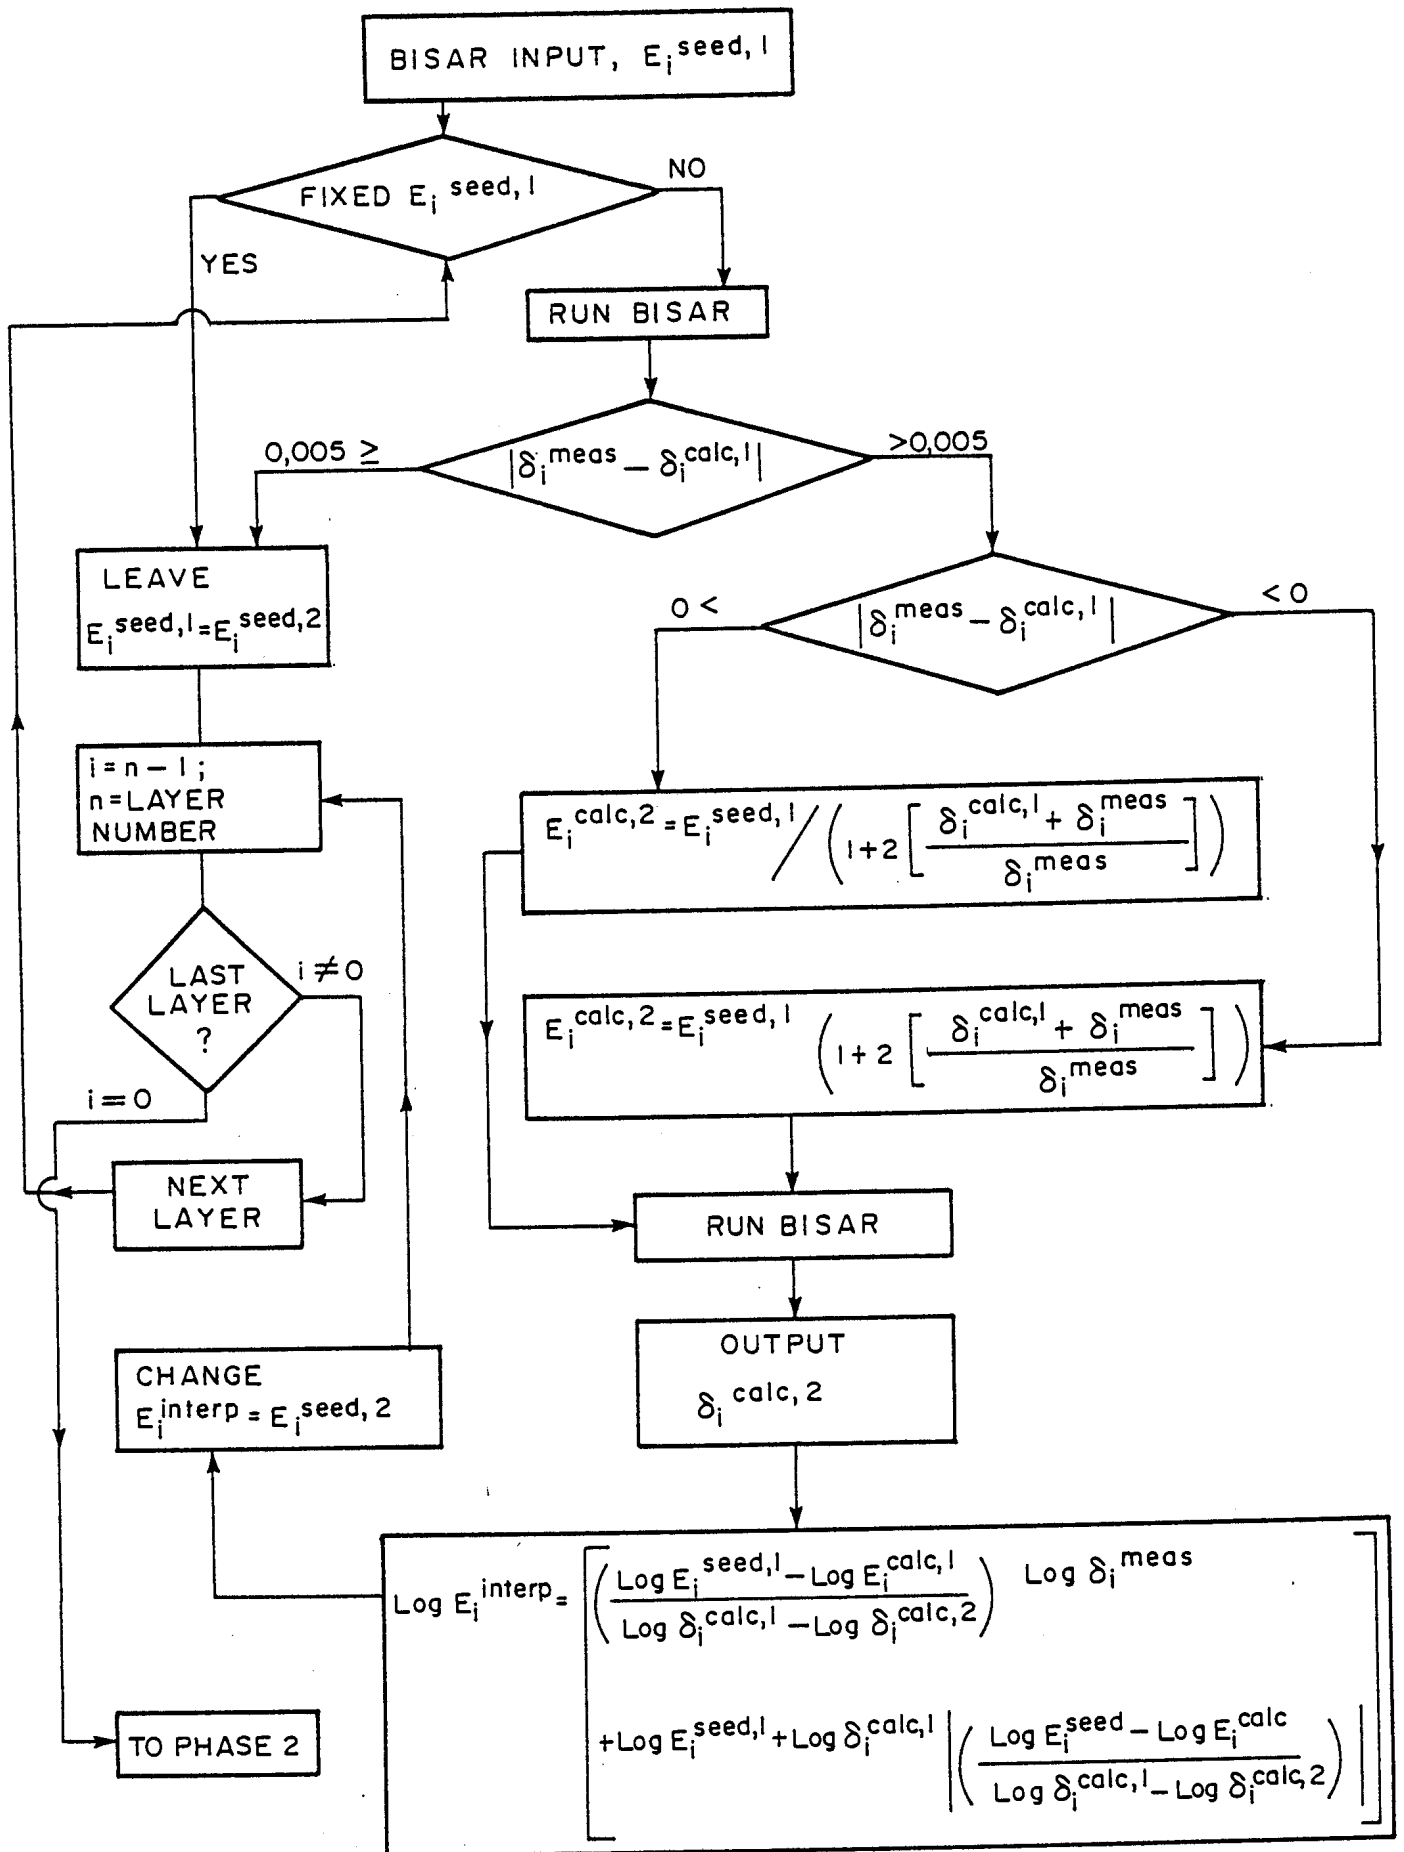 BISAR INPUT, E_i^seed,1
FIXED E_i^seed,1
NO
YES
RUN BISAR
0,005 ≥
|δ_i^meas – δ_i^calc,1|
>0,005
LEAVE
E_i^seed,1 = E_i^seed,2
0 <
|δ_i^meas – δ_i^calc,1|
< 0
i = n – 1 ;
n = LAYER
NUMBER
E_i^calc,2 = E_i^seed,1 / (1+2 [ (δ_i^calc,1 + δ_i^meas) / δ_i^meas ])
LAST
LAYER
?
i ≠ 0
i = 0
E_i^calc,2 = E_i^seed,1 (1+2 [ (δ_i^calc,1 + δ_i^meas) / δ_i^meas ])
NEXT
LAYER
RUN BISAR
OUTPUT
δ_i^calc,2
CHANGE
E_i^interp = E_i^seed,2
Log E_i^interp = [ ( (Log E_i^seed,1 – Log E_i^calc,1) / (Log δ_i^calc,1 – Log δ_i^calc,2) ) Log δ_i^meas
+Log E_i^seed,1 + Log δ_i^calc,1 |( (Log E_i^seed – Log E_i^calc) / (Log δ_i^calc,1 – Log δ_i^calc,2) )| ]
TO PHASE 2